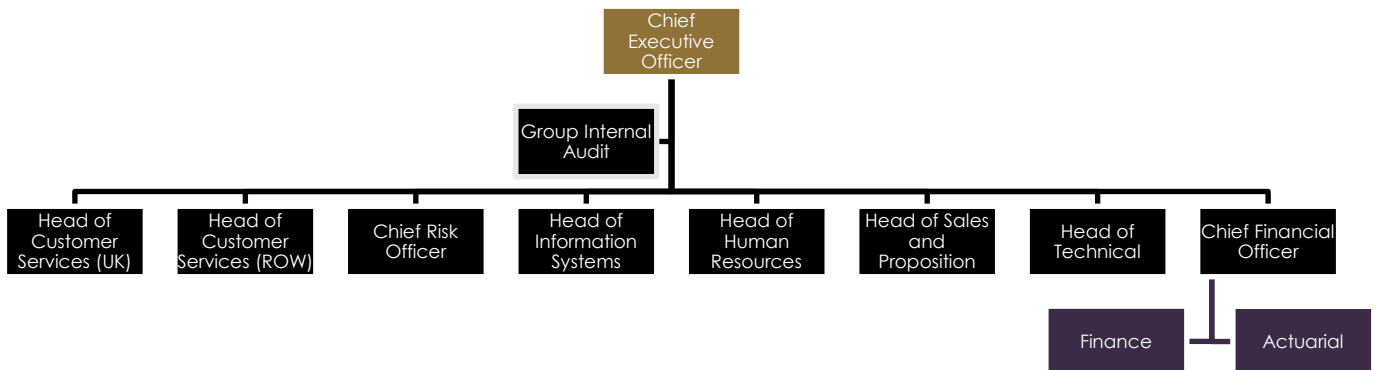 Chief
Executive
Officer
Group Internal
Audit
Head of
Customer
Services (UK)
Head of
Customer
Services (ROW)
Chief Risk
Officer
Head of
Information
Systems
Head of
Human
Resources
Head of Sales
and
Proposition
Head of
Technical
Chief Financial
Officer
Finance
Actuarial